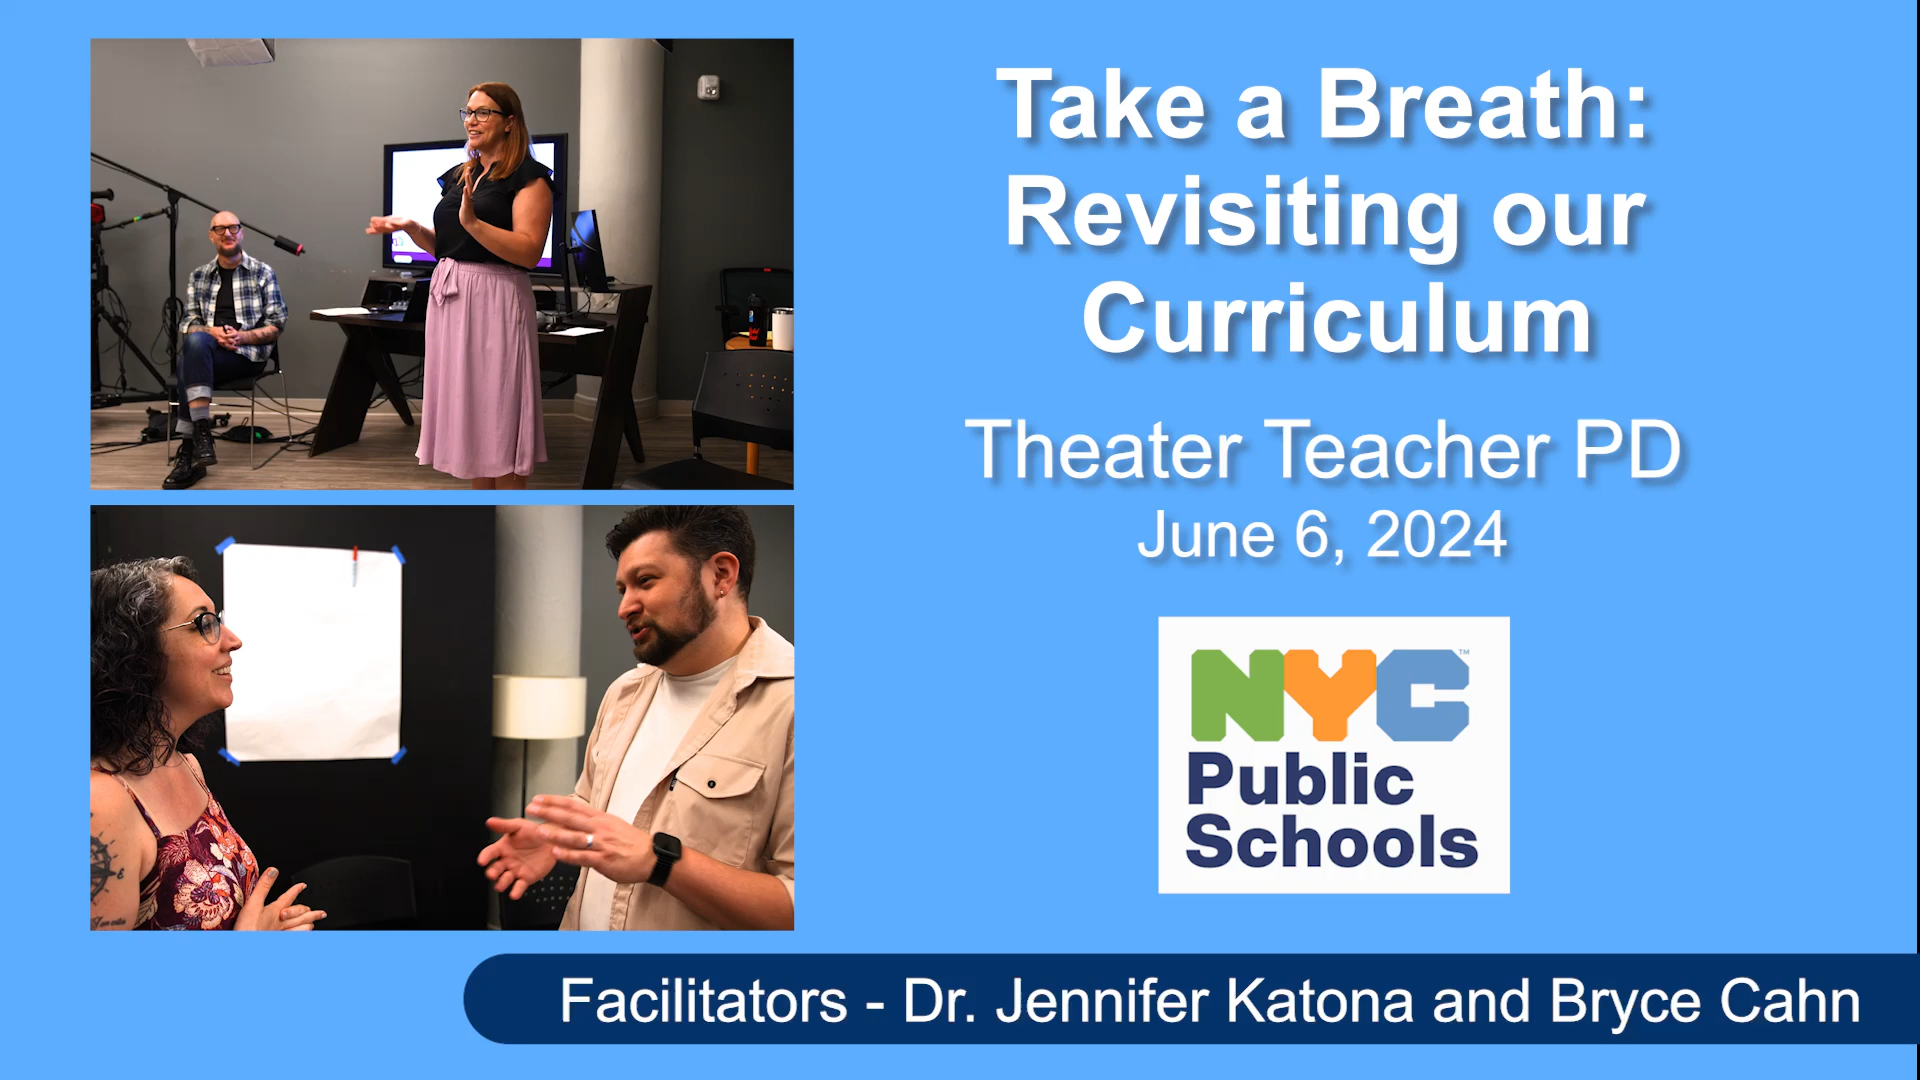 Take a Breath:
Revisiting our
Curriculum
Theater Teacher PD
June 6, 2024
NYC™
Public
Schools
Facilitators - Dr. Jennifer Katona and Bryce Cahn